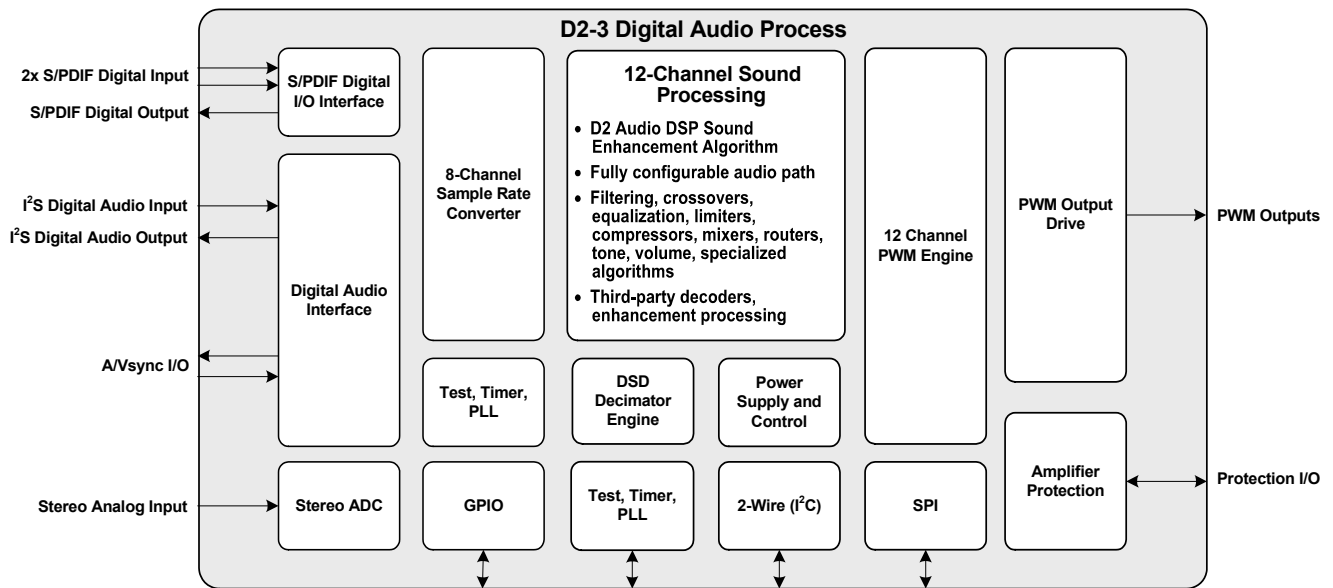 D2-3 Digital Audio Process
2x S/PDIF Digital Input
S/PDIF Digital Output
I²S Digital Audio Input
I²S Digital Audio Output
A/Vsync I/O
Stereo Analog Input
S/PDIF Digital
I/O Interface
Digital Audio
Interface
Stereo ADC
8-Channel
Sample Rate
Converter
Test, Timer,
PLL
GPIO
12-Channel Sound
Processing
• D2 Audio DSP Sound
Enhancement Algorithm
• Fully configurable audio path
• Filtering, crossovers,
equalization, limiters,
compressors, mixers, routers,
tone, volume, specialized
algorithms
• Third-party decoders,
enhancement processing
DSD
Decimator
Engine
Power
Supply and
Control
Test, Timer,
PLL
2-Wire (I²C)
12 Channel
PWM Engine
SPI
PWM Output
Drive
Amplifier
Protection
PWM Outputs
Protection I/O